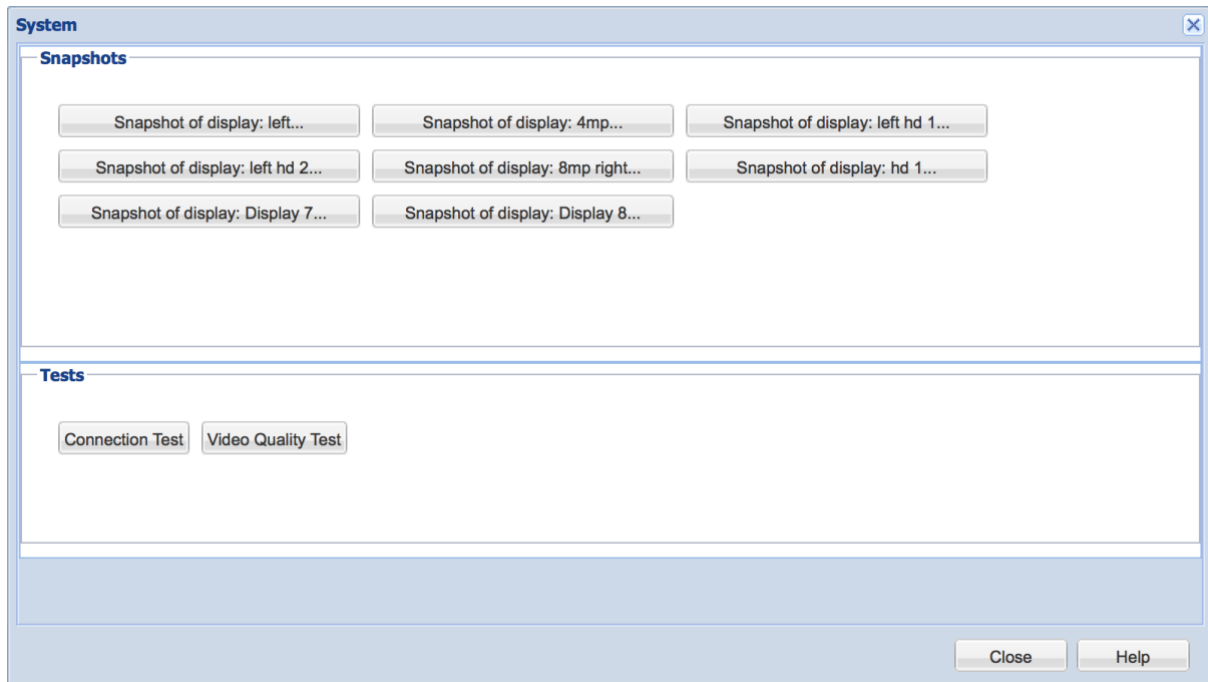 System
Snapshots
Snapshot of display: left...
Snapshot of display: 4mp...
Snapshot of display: left hd 1...
Snapshot of display: left hd 2...
Snapshot of display: 8mp right...
Snapshot of display: hd 1...
Snapshot of display: Display 7...
Snapshot of display: Display 8...
Tests
Connection Test
Video Quality Test
Close
Help